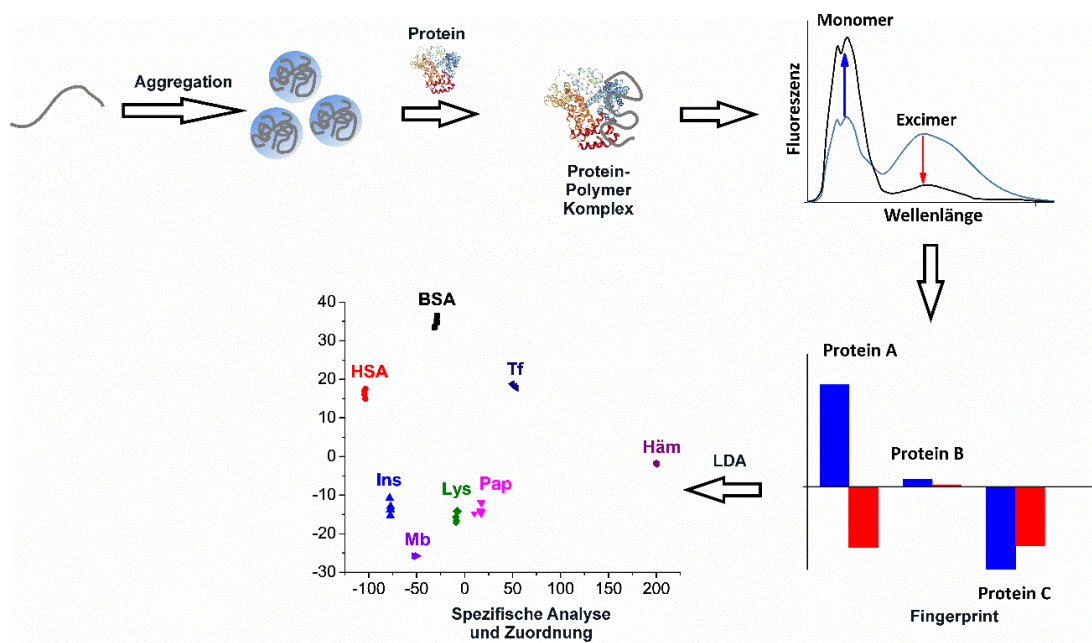 Aggregation
Protein
Protein-
Polymer
Komplex
Monomer
Excimer
Fluoreszenz
Wellenlänge
Protein A
Protein B
Protein C
Fingerprint
LDA
40
30
20
10
0
-10
-20
-30
BSA
HSA
Tf
Häm
Ins
Lys
Pap
Mb
-100 -50 0 50 100 150 200
Spezifische Analyse
und Zuordnung